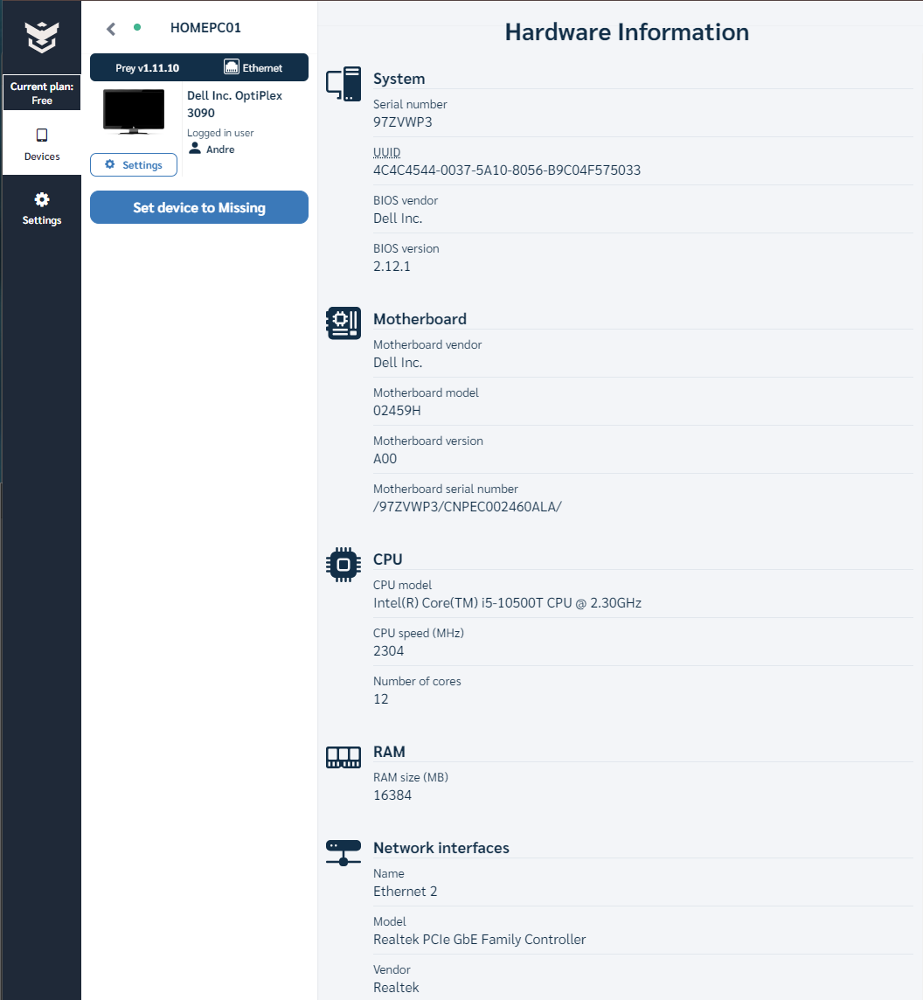 Current plan:
Free
Devices
Settings
HOMEPC01
Prey v1.11.10
Ethernet
Dell Inc. OptiPlex
3090
Logged in user
Andre
Settings
Set device to Missing
Hardware Information
System
Serial number
97ZVWP3
UUID
4C4C4544-0037-5A10-8056-B9C04F575033
BIOS vendor
Dell Inc.
BIOS version
2.12.1
Motherboard
Motherboard vendor
Dell Inc.
Motherboard model
02459H
Motherboard version
A00
Motherboard serial number
/97ZVWP3/CNPEC002460ALA/
CPU
CPU model
Intel(R) Core(TM) i5-10500T CPU @ 2.30GHz
CPU speed (MHz)
2304
Number of cores
12
RAM
RAM size (MB)
16384
Network interfaces
Name
Ethernet 2
Model
Realtek PCIe GbE Family Controller
Vendor
Realtek